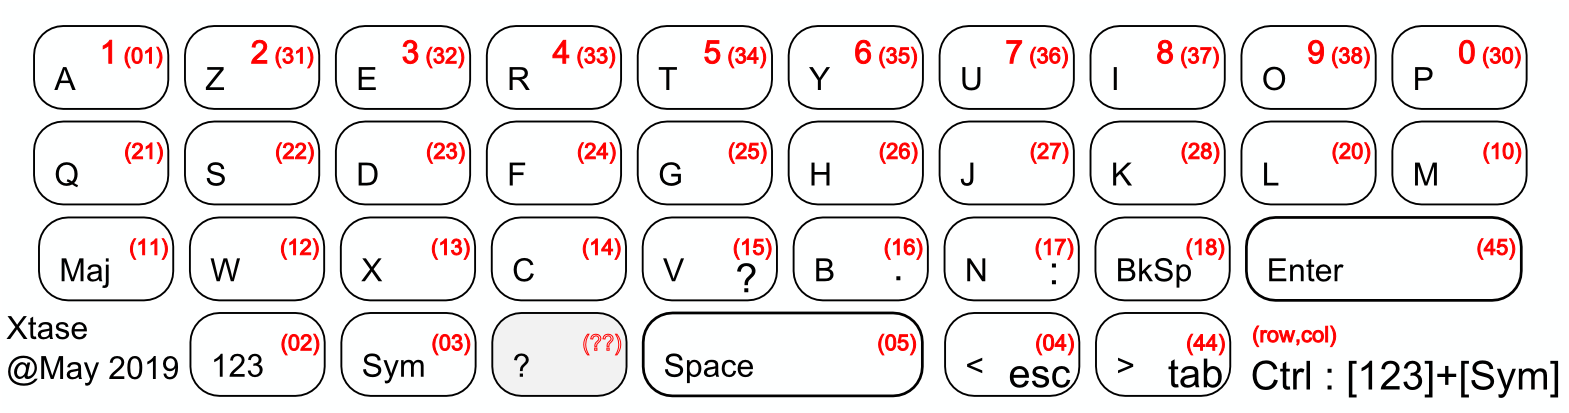 1 (01) 2 (31) 3 (32) 4 (33) 5 (34) 6 (35) 7 (36) 8 (37) 9 (38) 0 (30)
A Z E R T Y U I O P
(21) (22) (23) (24) (25) (26) (27) (28) (20) (10)
Q S D F G H J K L M
(11) (12) (13) (14) (15) (16) (17) (18) (45)
Maj W X C V ? B . N : BkSp Enter
Xtase (02) (03) (??) (05) (04) (44) (row,col)
@May 2019 123 Sym ? Space < esc > tab Ctrl : [123]+[Sym]